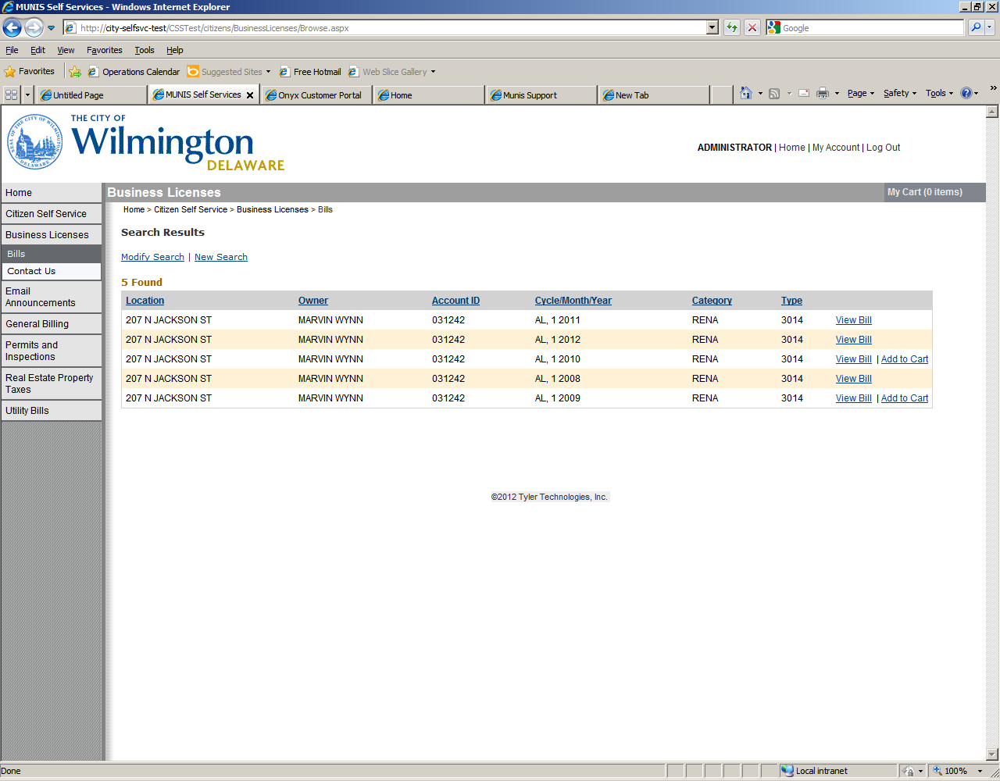 MUNIS Self Services - Windows Internet Explorer
http://city-selfsvc-test/CSSTest/citizens/BusinessLicenses/Browse.aspx
Google
File Edit View Favorites Tools Help
Favorites Operations Calendar Suggested Sites Free Hotmail Web Slice Gallery
Untitled Page MUNIS Self Services Onyx Customer Portal Home Munis Support New Tab Page Safety Tools »
THE CITY OF
Wilmington
DELAWARE
ADMINISTRATOR | Home | My Account | Log Out
Business Licenses
My Cart (0 items)
Home > Citizen Self Service > Business Licenses > Bills
Home
Citizen Self Service
Business Licenses
Bills
Contact Us
Email
Announcements
General Billing
Permits and
Inspections
Real Estate Property
Taxes
Utility Bills
Search Results
Modify Search | New Search
5 Found
Location Owner Account ID Cycle/Month/Year Category Type
207 N JACKSON ST MARVIN WYNN 031242 AL, 1 2011 RENA 3014 View Bill
207 N JACKSON ST MARVIN WYNN 031242 AL, 1 2012 RENA 3014 View Bill
207 N JACKSON ST MARVIN WYNN 031242 AL, 1 2010 RENA 3014 View Bill | Add to Cart
207 N JACKSON ST MARVIN WYNN 031242 AL, 1 2008 RENA 3014 View Bill
207 N JACKSON ST MARVIN WYNN 031242 AL, 1 2009 RENA 3014 View Bill | Add to Cart
©2012 Tyler Technologies, Inc.
Done
Local intranet
100%